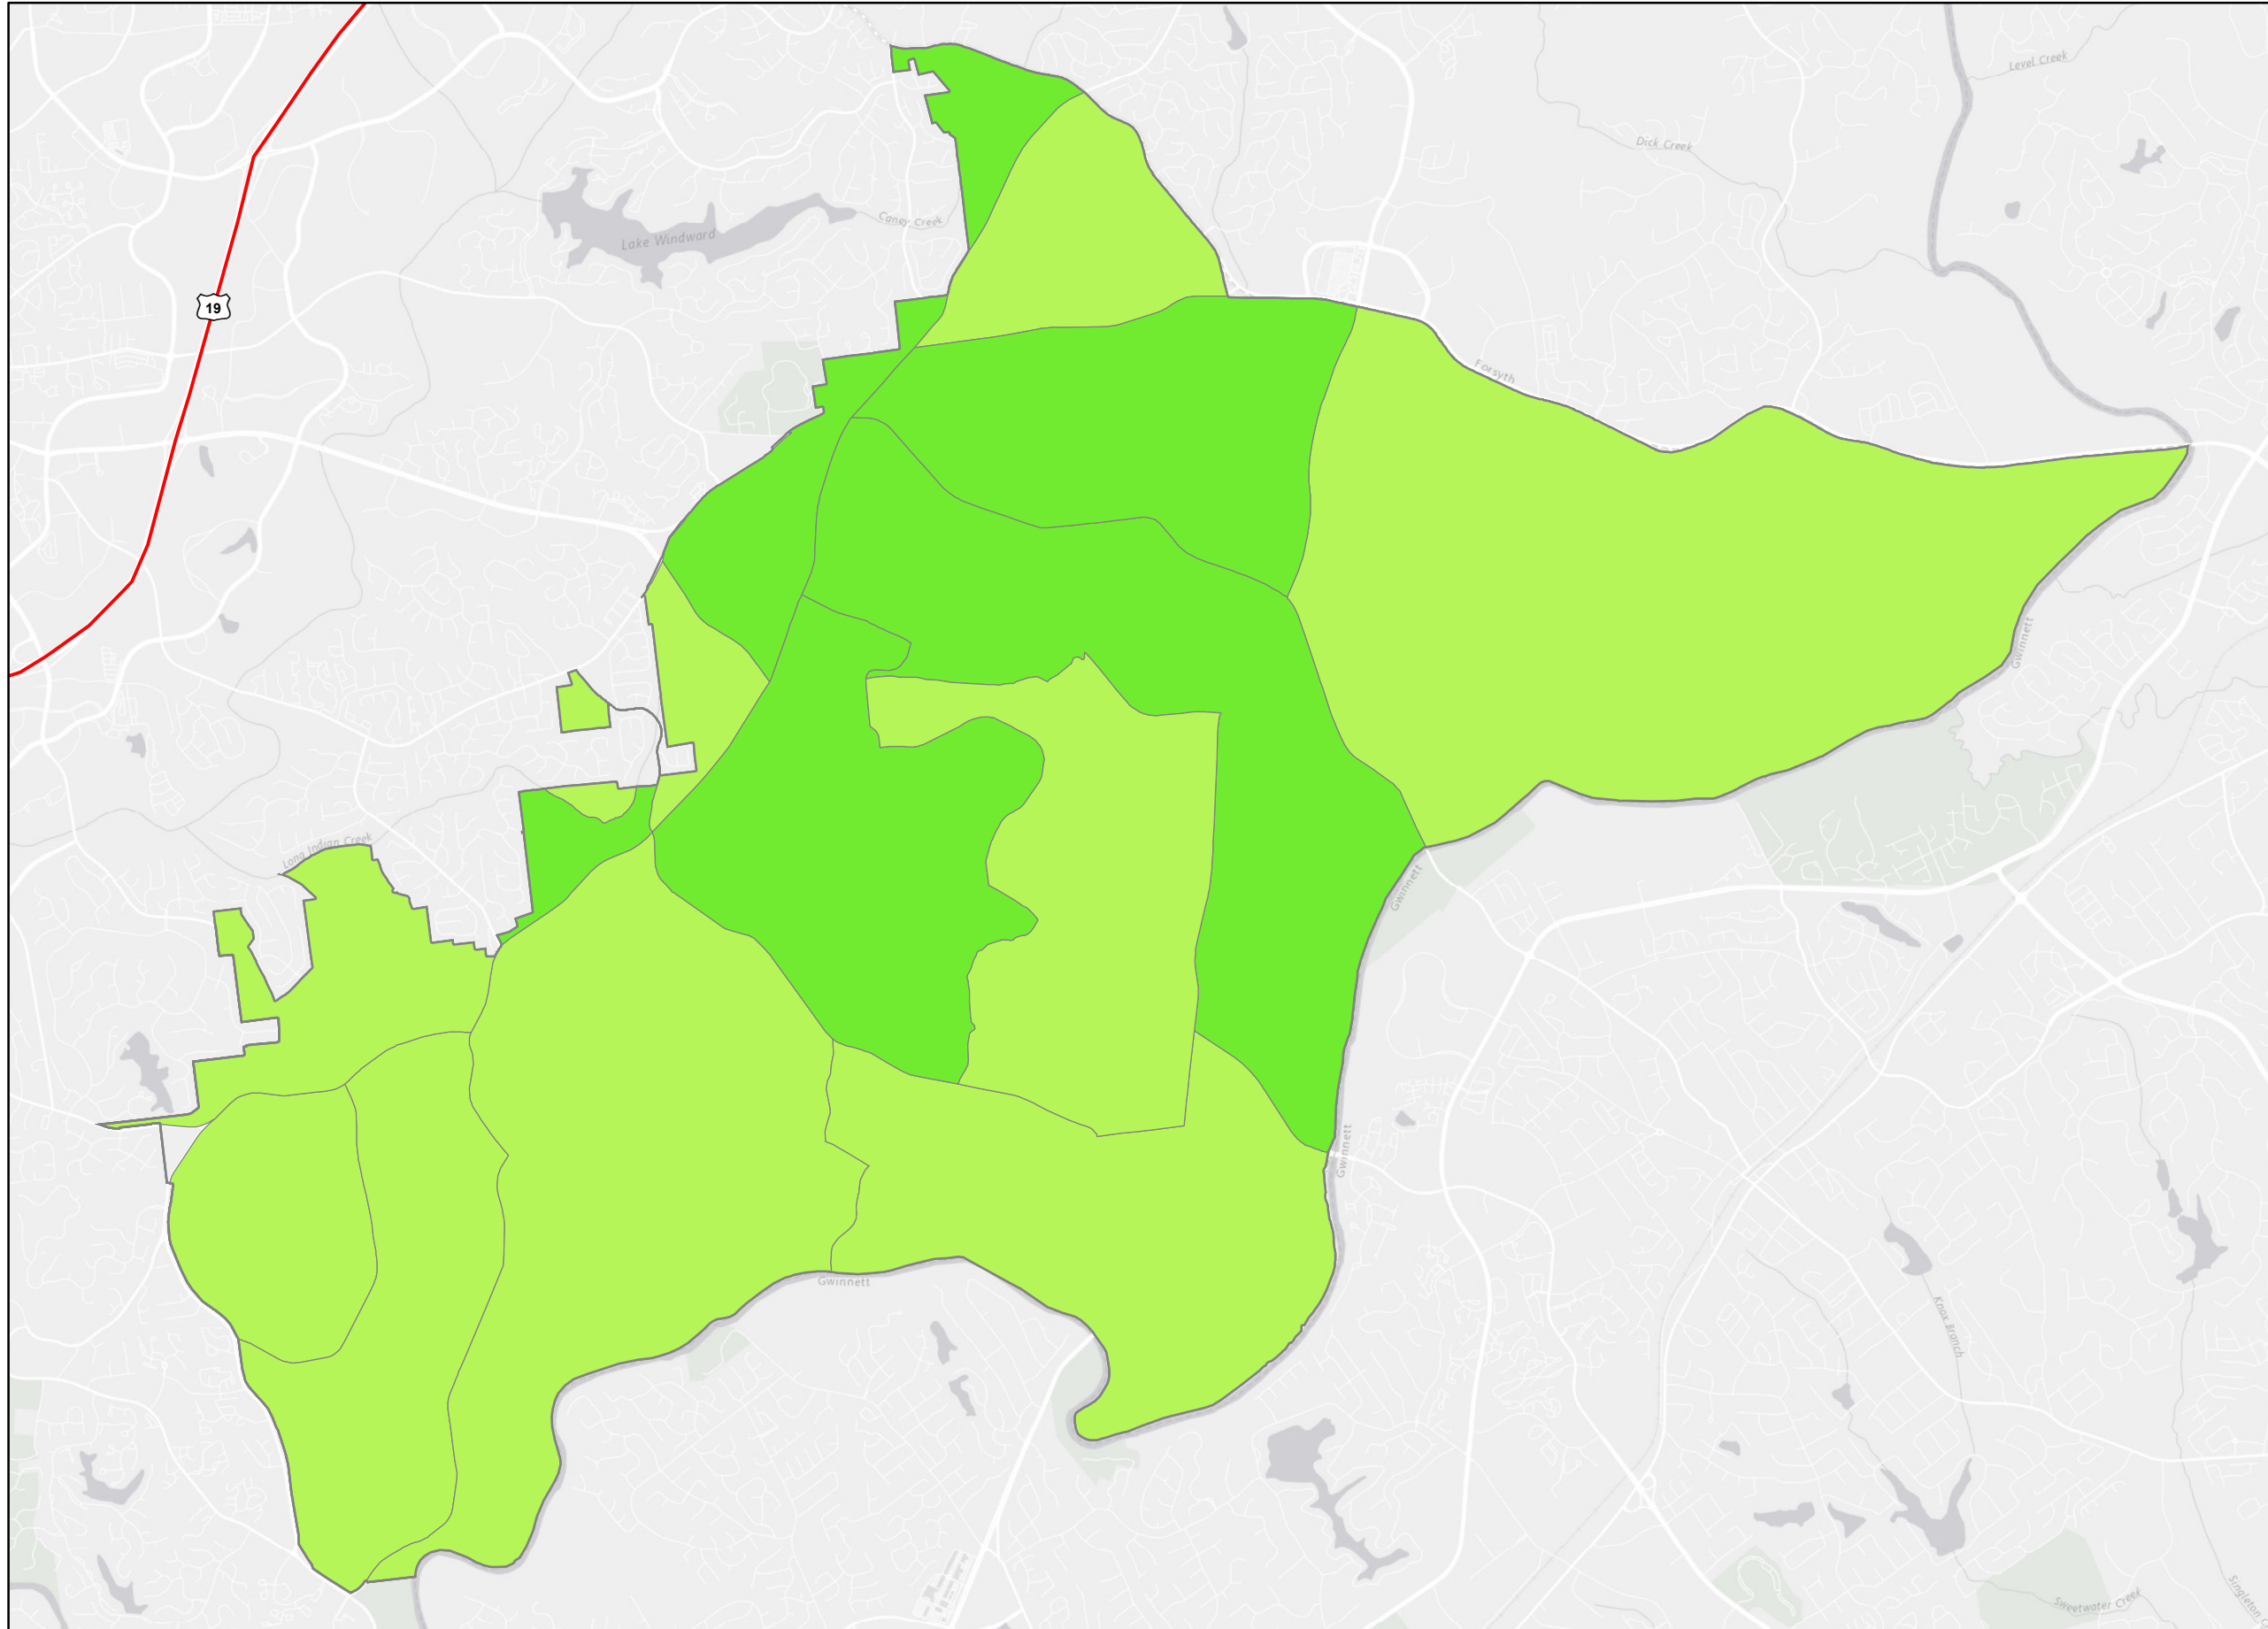 Level Creek
Dick Creek
Caney Creek
Lake Windward
19
Forsyth
Gwinnett
Long Indian Creek
Gwinnett
Gwinnett
Gwinnett
Knox Branch
Sweetwater Creek
Singleton C